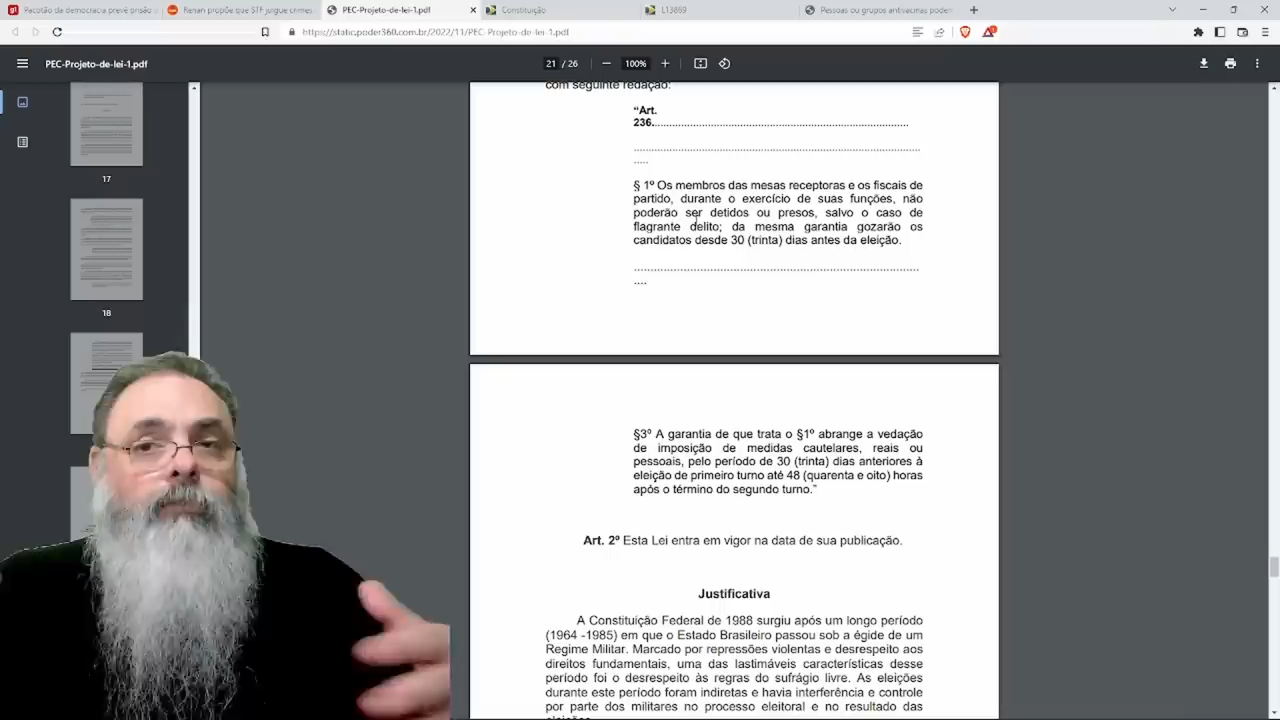 Pacotão da democracia prevê prisão
Renan propõe que STF julgue crimes
PEC-Projeto-de-lei-1.pdf
Constituição
L13869
Pessoas ou grupos antivacinas podem
https://static.poder360.com.br/2022/11/PEC-Projeto-de-lei-1.pdf
PEC-Projeto-de-lei-1.pdf
21 / 26
100%
17
18
com seguinte redação:
“Art.
236...............................................................................
.....................................................................................
.....
§ 1º Os membros das mesas receptoras e os fiscais de
partido, durante o exercício de suas funções, não
poderão ser detidos ou presos, salvo o caso de
flagrante delito; da mesma garantia gozarão os
candidatos desde 30 (trinta) dias antes da eleição.
.....................................................................................
....
§3º A garantia de que trata o §1º abrange a vedação
de imposição de medidas cautelares, reais ou
pessoais, pelo período de 30 (trinta) dias anteriores à
eleição de primeiro turno até 48 (quarenta e oito) horas
após o término do segundo turno.”
Art. 2º Esta Lei entra em vigor na data de sua publicação.
Justificativa
A Constituição Federal de 1988 surgiu após um longo período
(1964 -1985) em que o Estado Brasileiro passou sob a égide de um
Regime Militar. Marcado por repressões violentas e desrespeito aos
direitos fundamentais, uma das lastimáveis características desse
período foi o desrespeito às regras do sufrágio livre. As eleições
durante este período foram indiretas e havia interferência e controle
por parte dos militares no processo eleitoral e no resultado das
eleições.